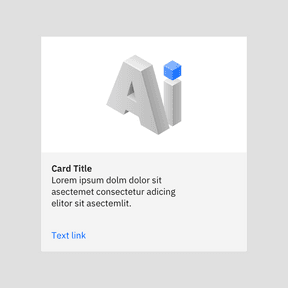 Ai
Card Title
Lorem ipsum dolm dolor sit
asectemet consectetur adicing
elitor sit asectemlit.
Text link